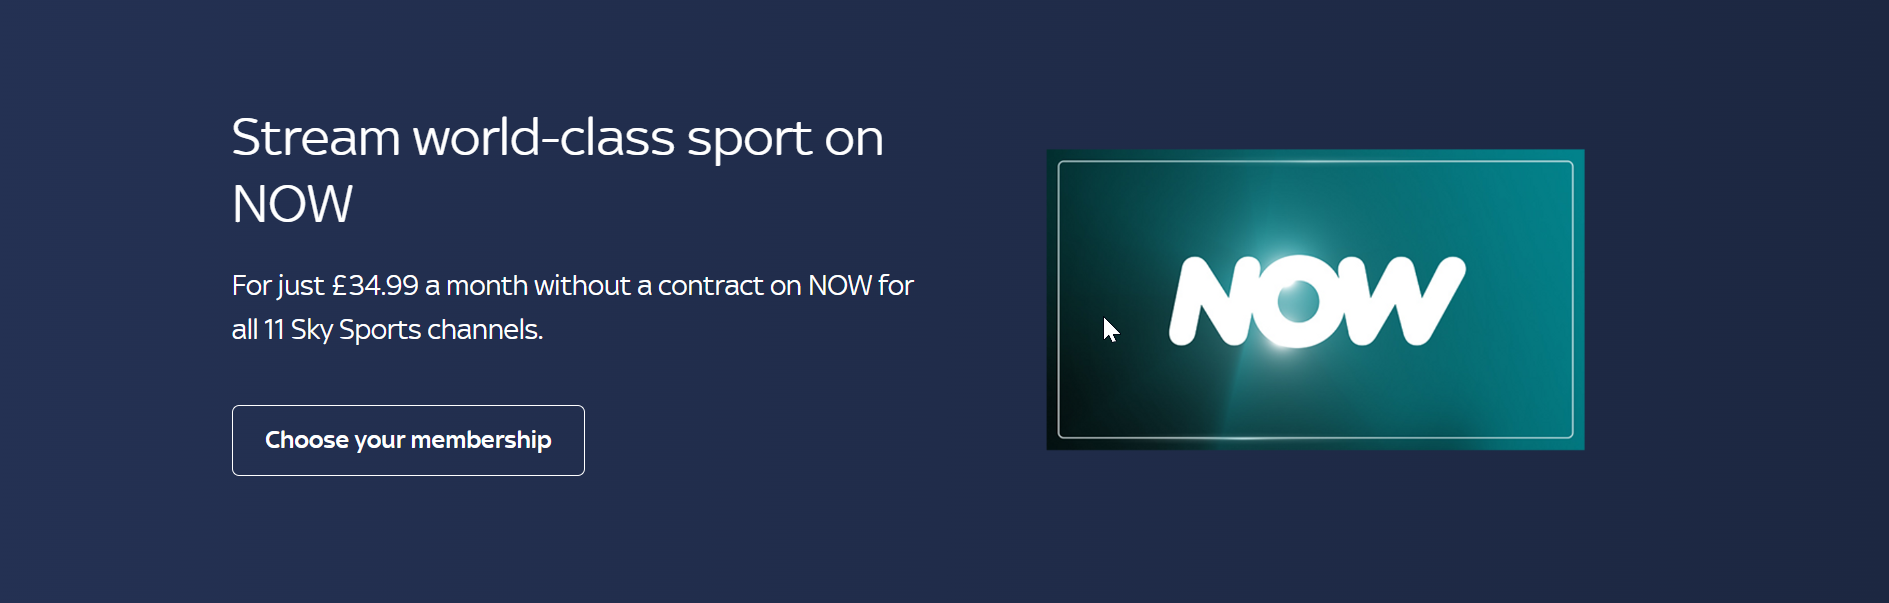 Stream world-class sport on
NOW
For just £34.99 a month without a contract on NOW for
all 11 Sky Sports channels.
Choose your membership
NOW